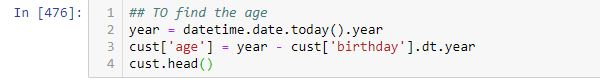 In [476]:
1 ## TO find the age
2 year = datetime.date.today().year
3 cust['age'] = year - cust['birthday'].dt.year
4 cust.head()